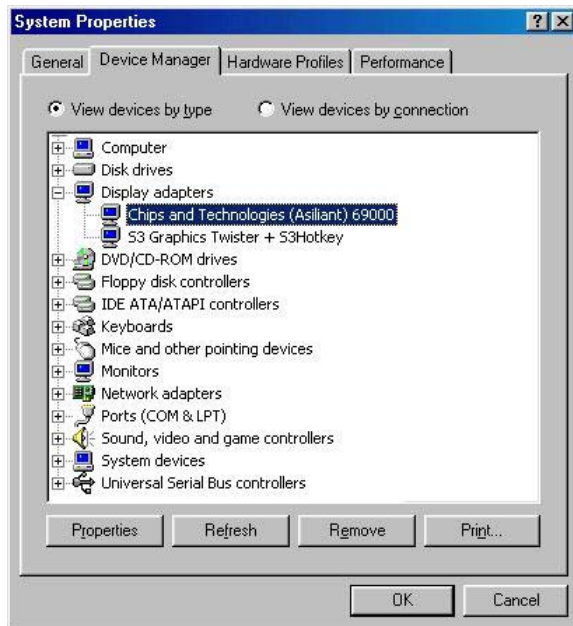 System Properties
General Device Manager Hardware Profiles Performance
View devices by type View devices by connection
Computer
Disk drives
Display adapters
Chips and Technologies (Asiliant) 69000
S3 Graphics Twister + S3Hotkey
DVD/CD-ROM drives
Floppy disk controllers
IDE ATA/ATAPI controllers
Keyboards
Mice and other pointing devices
Monitors
Network adapters
Ports (COM & LPT)
Sound, video and game controllers
System devices
Universal Serial Bus controllers
Properties Refresh Remove Print...
OK Cancel